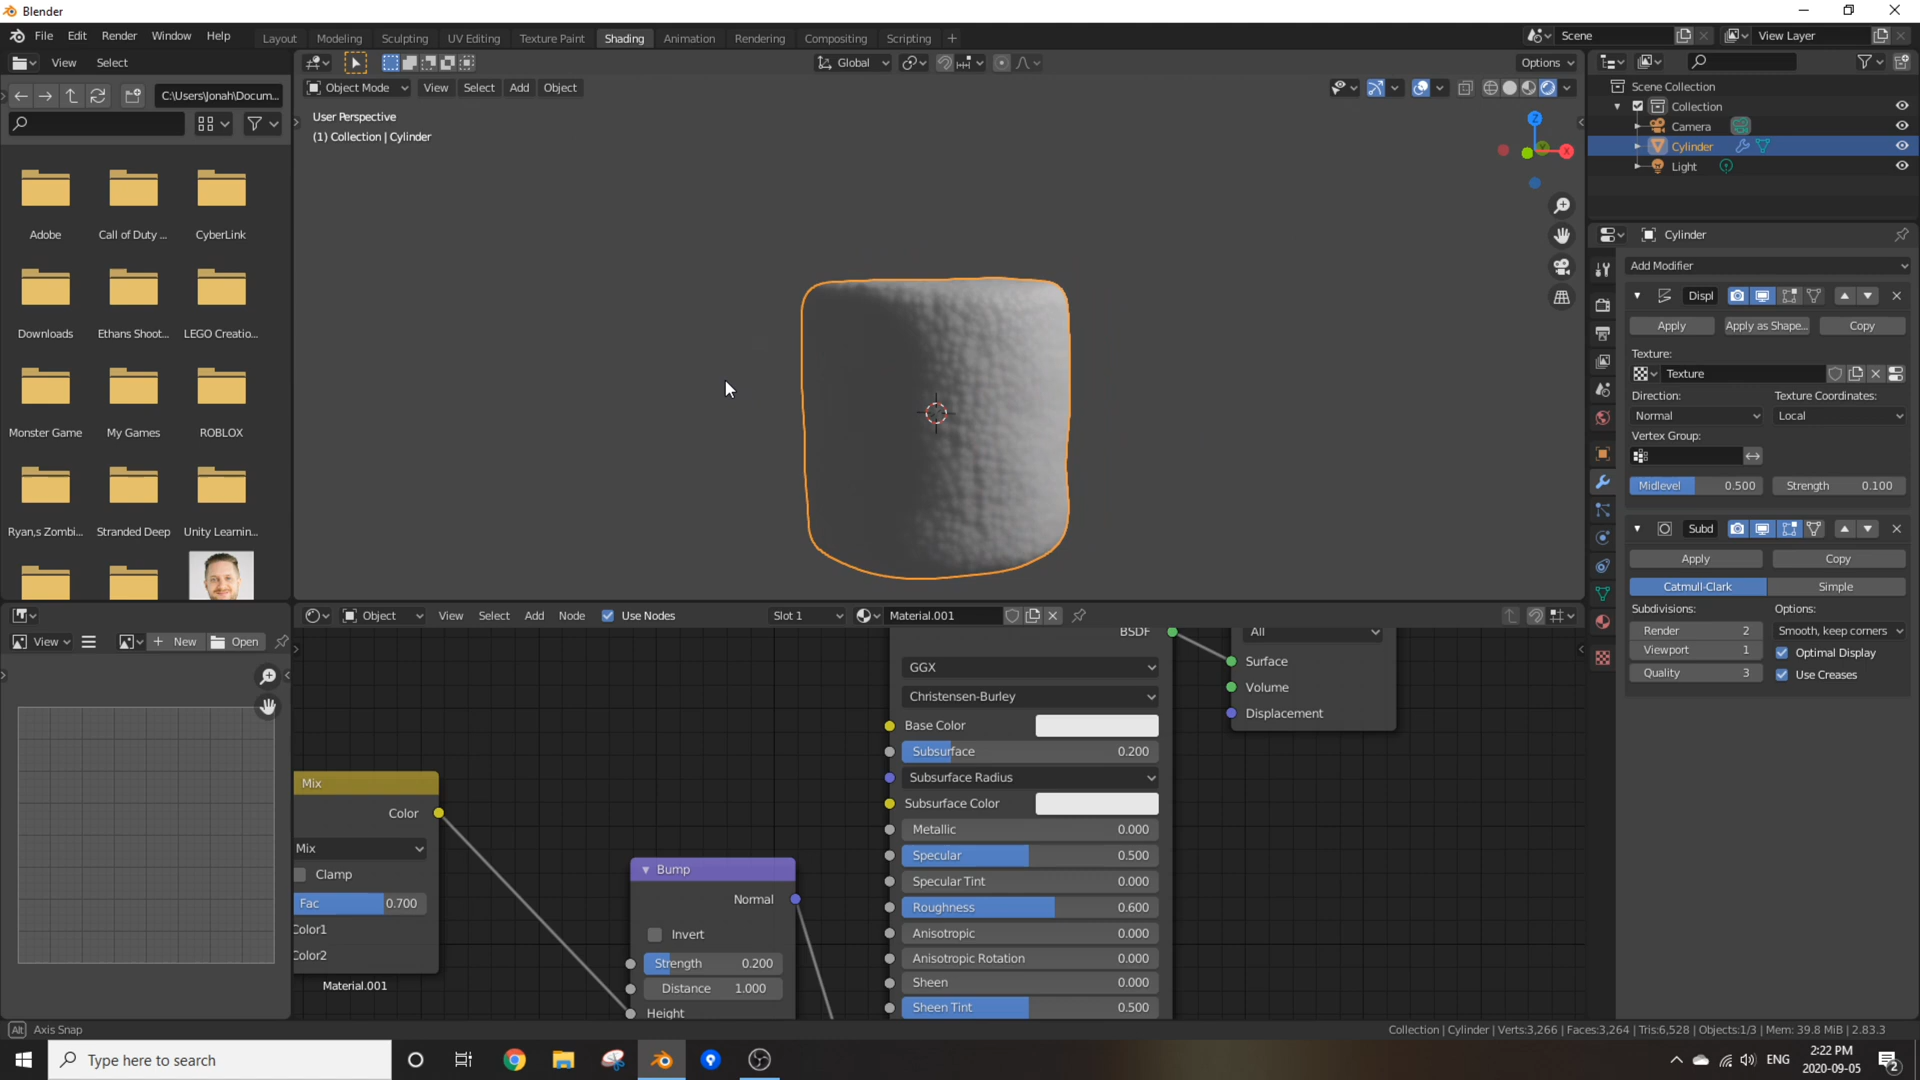 Blender
File Edit Render Window Help
Layout Modeling Sculpting UV Editing Texture Paint Shading Animation Rendering Compositing Scripting +
Scene
View Layer
View Select
Global
Options
C:\Users\Jonah\Docum...
Object Mode View Select Add Object
User Perspective
(1) Collection | Cylinder
Z
X
Scene Collection
Collection
Camera
Cylinder
Light
Adobe
Call of Duty ...
CyberLink
Downloads
Ethans Shoot...
LEGO Creatio...
Monster Game
My Games
ROBLOX
Ryan,s Zombi...
Stranded Deep
Unity Learnin...
Cylinder
Add Modifier
Displ
Apply
Apply as Shape...
Copy
Texture:
Texture
Direction:
Texture Coordinates:
Normal
Local
Vertex Group:
Midlevel 0.500
Strength 0.100
Subd
Apply
Copy
Catmull-Clark
Simple
Subdivisions:
Options:
Render 2
Smooth, keep corners
Viewport 1
Optimal Display
Quality 3
Use Creases
Object View Select Add Node Use Nodes Slot 1 Material.001
View + New Open
BSDF
GGX
Christensen-Burley
Base Color
Subsurface 0.200
Subsurface Radius
Subsurface Color
Metallic 0.000
Specular 0.500
Specular Tint 0.000
Roughness 0.600
Anisotropic 0.000
Anisotropic Rotation 0.000
Sheen 0.000
Sheen Tint 0.500
All
Surface
Volume
Displacement
Mix
Color
Mix
Clamp
Fac 0.700
Color1
Color2
Material.001
Bump
Normal
Invert
Strength 0.200
Distance 1.000
Height
Alt Axis Snap
Collection | Cylinder | Verts:3,266 | Faces:3,264 | Tris:6,528 | Objects:1/3 | Mem: 39.8 MiB | 2.83.3
Type here to search
ENG
2:22 PM
2020-09-05
2